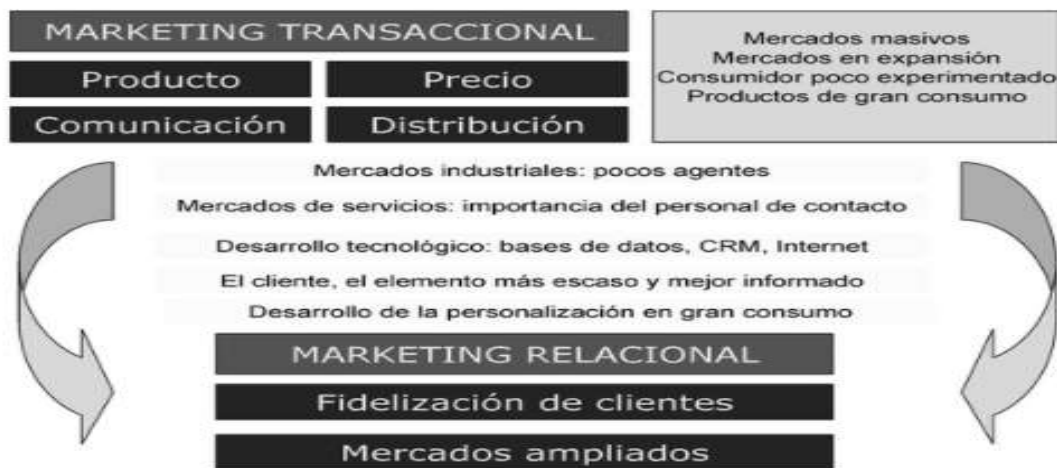 MARKETING TRANSACCIONAL
Producto
Precio
Comunicación
Distribución
Mercados masivos
Mercados en expansión
Consumidor poco experimentado
Productos de gran consumo
Mercados industriales: pocos agentes
Mercados de servicios: importancia del personal de contacto
Desarrollo tecnológico: bases de datos, CRM, Internet
El cliente, el elemento más escaso y mejor informado
Desarrollo de la personalización en gran consumo
MARKETING RELACIONAL
Fidelización de clientes
Mercados ampliados